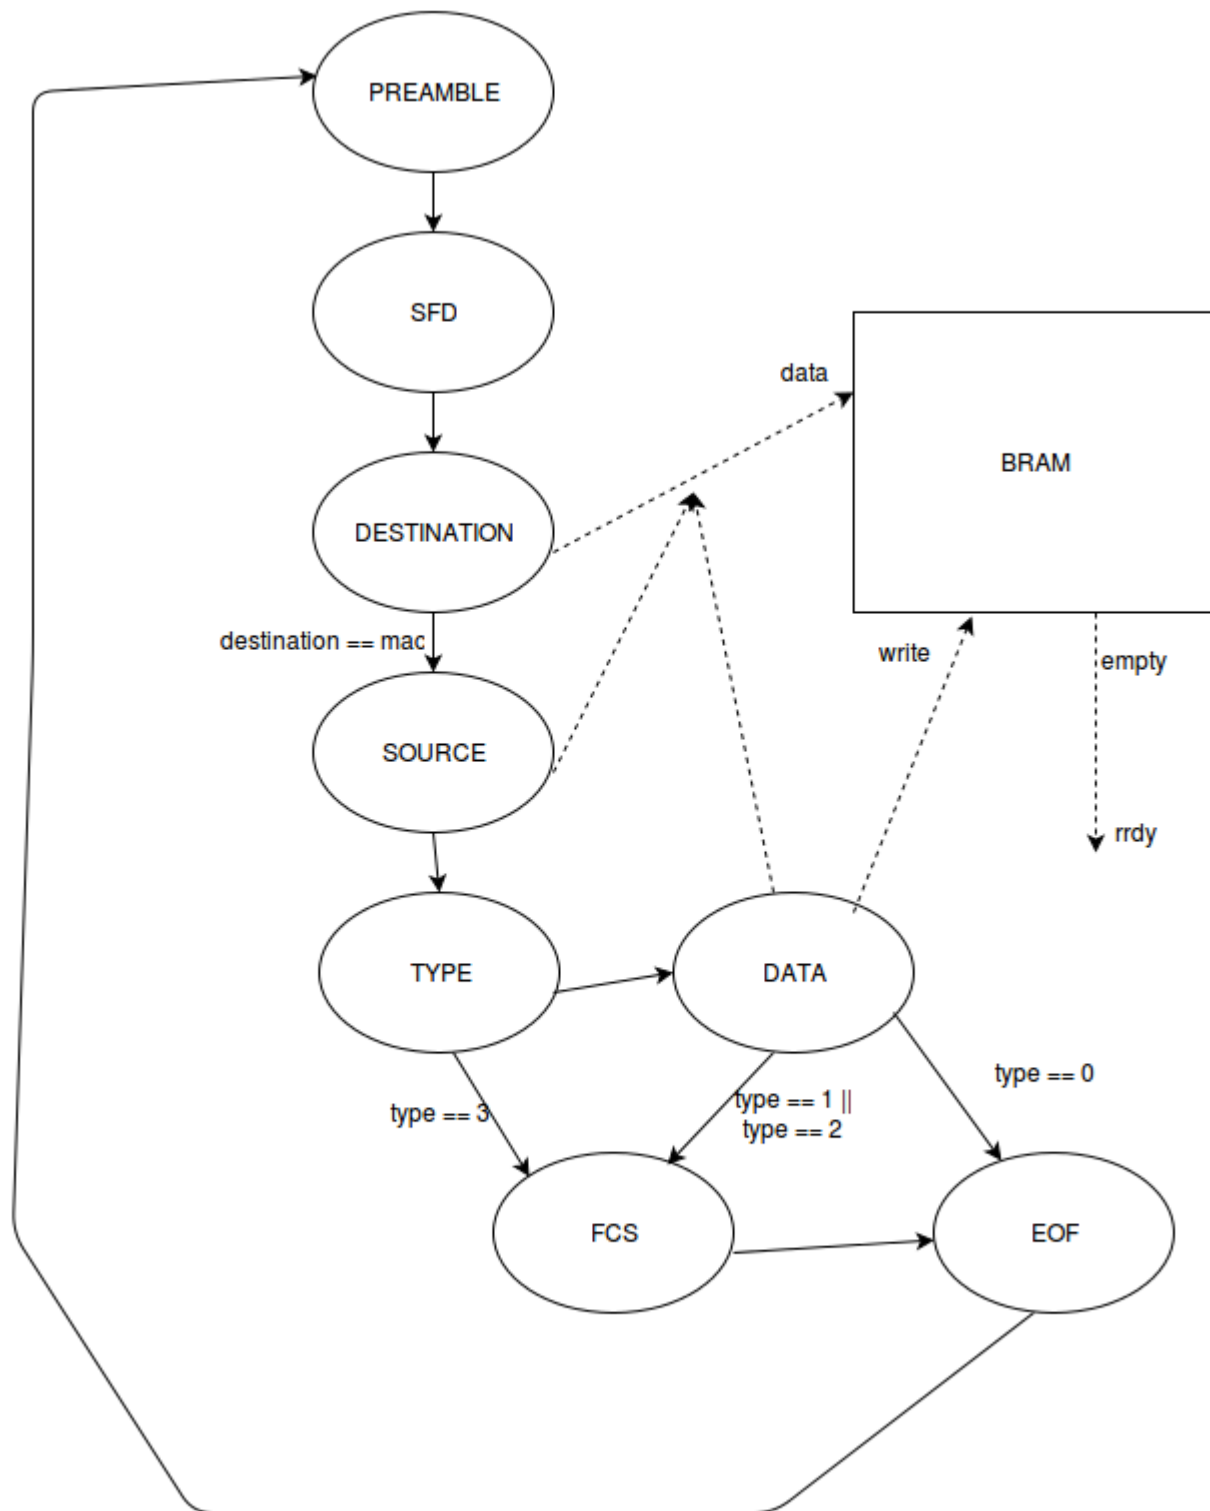 PREAMBLE
SFD
data
BRAM
DESTINATION
destination == mac
write
empty
SOURCE
rrdy
TYPE
DATA
type == 0
type == 3
type == 1 ||
type == 2
FCS
EOF